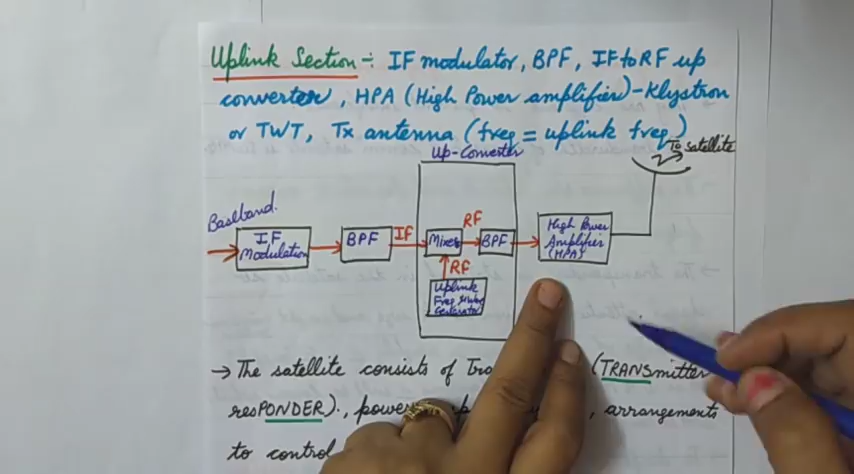 Uplink Section :- IF modulator, BPF, IF to RF up
converter, HPA (High Power amplifier) - Klystron
or TWT, Tx antenna (freq = uplink freq)
Up-Converter
To satellite
Baseband
IF
Modulation
BPF
IF
Mixer
RF
BPF
High Power
Amplifier
(HPA)
RF
Uplink
Freq
Generator
→ The satellite consists of (TRANSmitter
resPONDER), power arrangements
to control